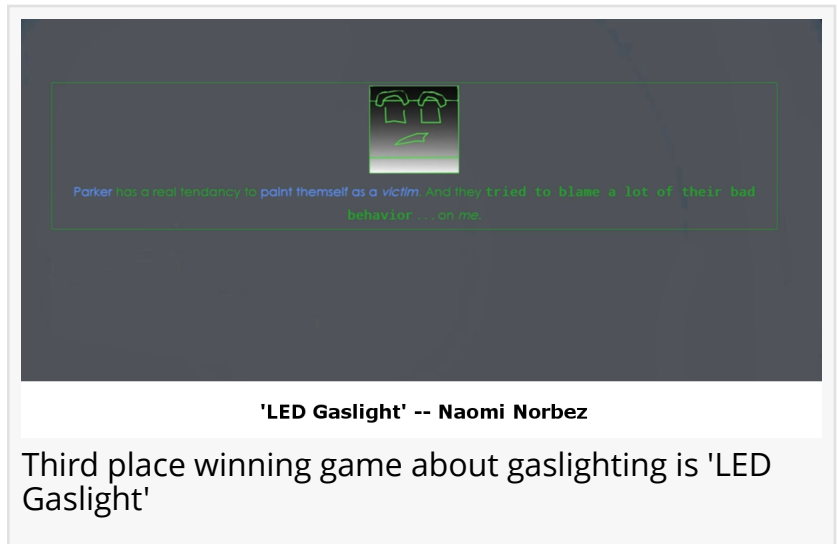 Parker has a real tendancy to paint themself as a victim. And they tried to blame a lot of their bad
behavior . . . on me.
'LED Gaslight' -- Naomi Norbez
Third place winning game about gaslighting is 'LED
Gaslight'